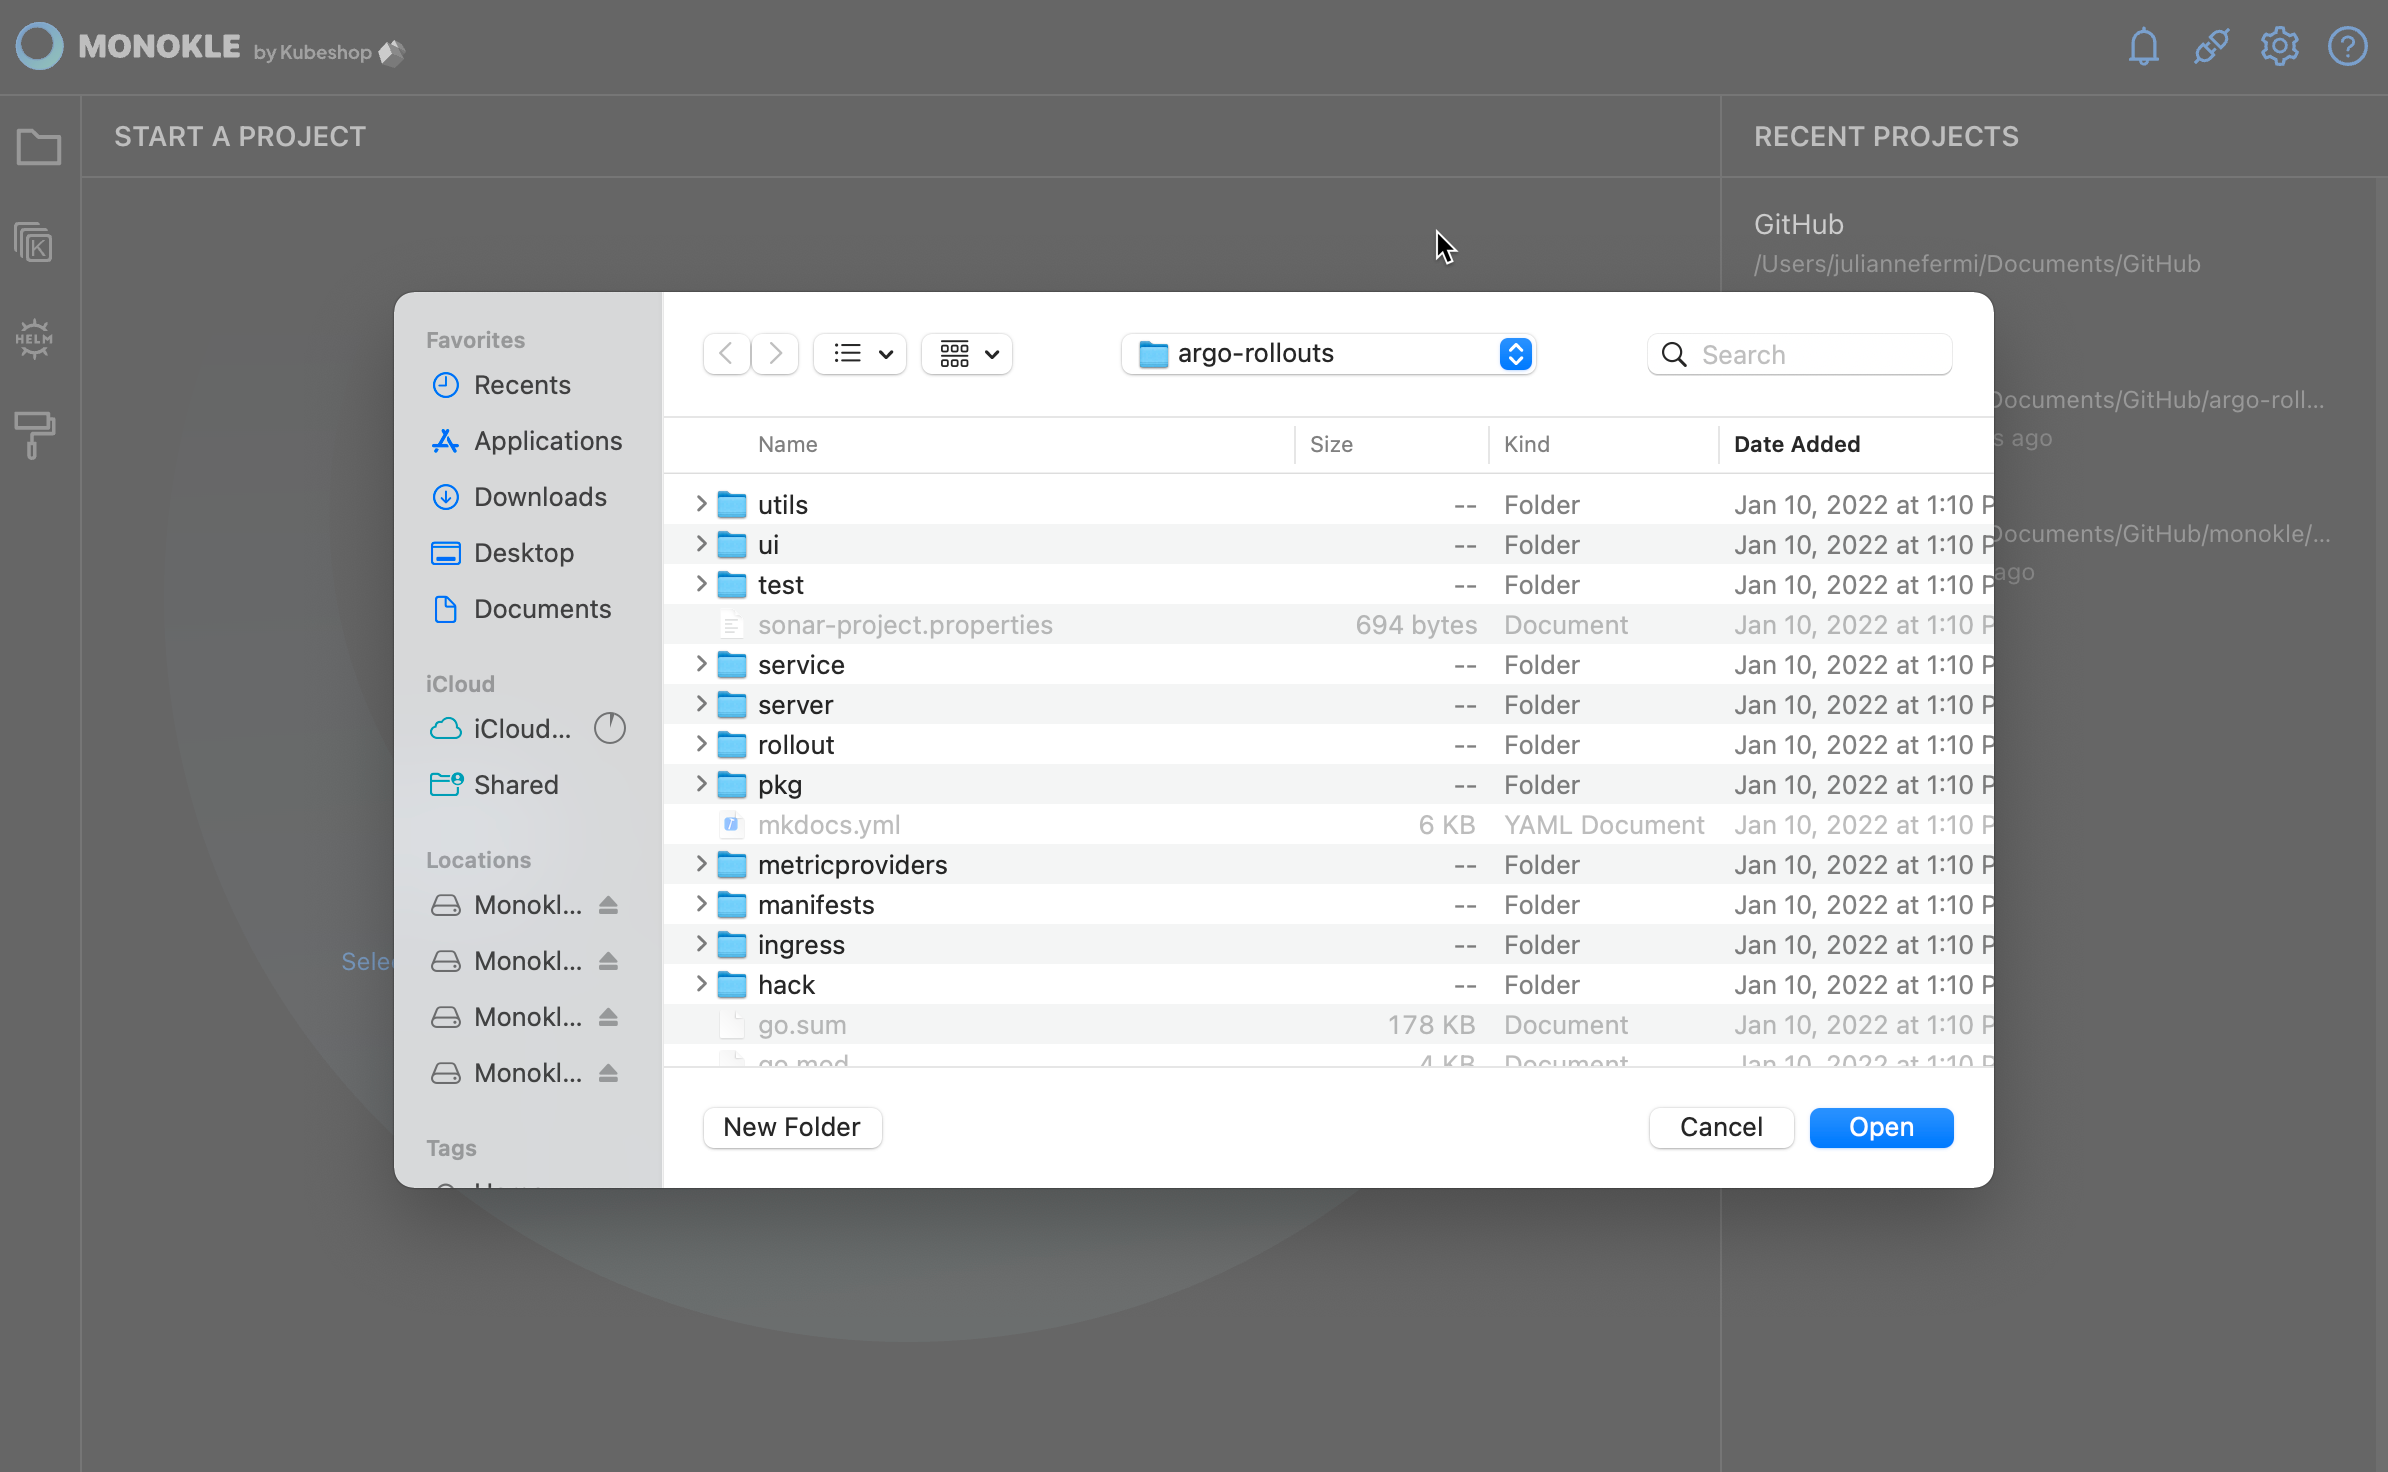 MONOKLE by Kubeshop
START A PROJECT
RECENT PROJECTS
GitHub
/Users/juliannefermi/Documents/GitHub
Documents/GitHub/argo-roll...
s ago
Documents/GitHub/monokle/...
ago
HELM
K
Favorites
Recents
Applications
Downloads
Desktop
Documents
iCloud
iCloud...
Shared
Locations
Monokl...
Monokl...
Monokl...
Monokl...
Tags
argo-rollouts
Search
Name Size Kind Date Added
utils -- Folder Jan 10, 2022 at 1:10 P
ui -- Folder Jan 10, 2022 at 1:10 P
test -- Folder Jan 10, 2022 at 1:10 P
sonar-project.properties 694 bytes Document Jan 10, 2022 at 1:10 P
service -- Folder Jan 10, 2022 at 1:10 P
server -- Folder Jan 10, 2022 at 1:10 P
rollout -- Folder Jan 10, 2022 at 1:10 P
pkg -- Folder Jan 10, 2022 at 1:10 P
mkdocs.yml 6 KB YAML Document Jan 10, 2022 at 1:10 P
metricproviders -- Folder Jan 10, 2022 at 1:10 P
manifests -- Folder Jan 10, 2022 at 1:10 P
ingress -- Folder Jan 10, 2022 at 1:10 P
hack -- Folder Jan 10, 2022 at 1:10 P
go.sum 178 KB Document Jan 10, 2022 at 1:10 P
go.mod 4 KB Document Jan 10, 2022 at 1:10 P
Sele
New Folder
Cancel
Open